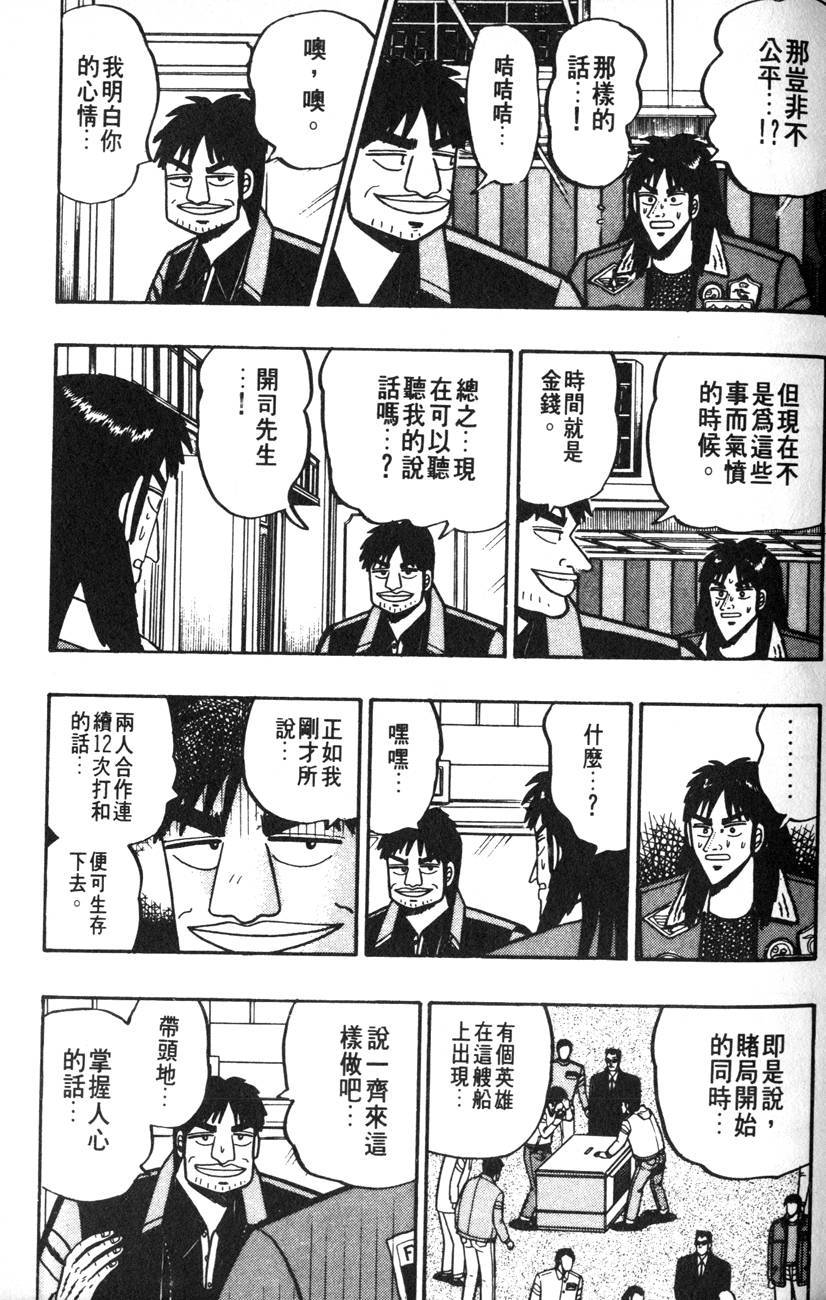 那豈非不
公平…!?
那樣的
話…!
咭咭咭…
噢，噢。
我明白你
的心情…
但現在不
是爲這些
事而氣憤
的時候。
時間就是
金錢。
總之…現
在可以聽
聽我的說
話嗎…?
開司先生
…!
………
什麼…?
嘿嘿…
正如我
剛才所
說…
兩人合作連
續12次打和
的話…
便可生存
下去。
即是說，
賭局開始
的同時…
有個英雄
在這艘船
上出現…
說一齊來這
樣做吧…
帶頭地…
掌握人心
的話…
F